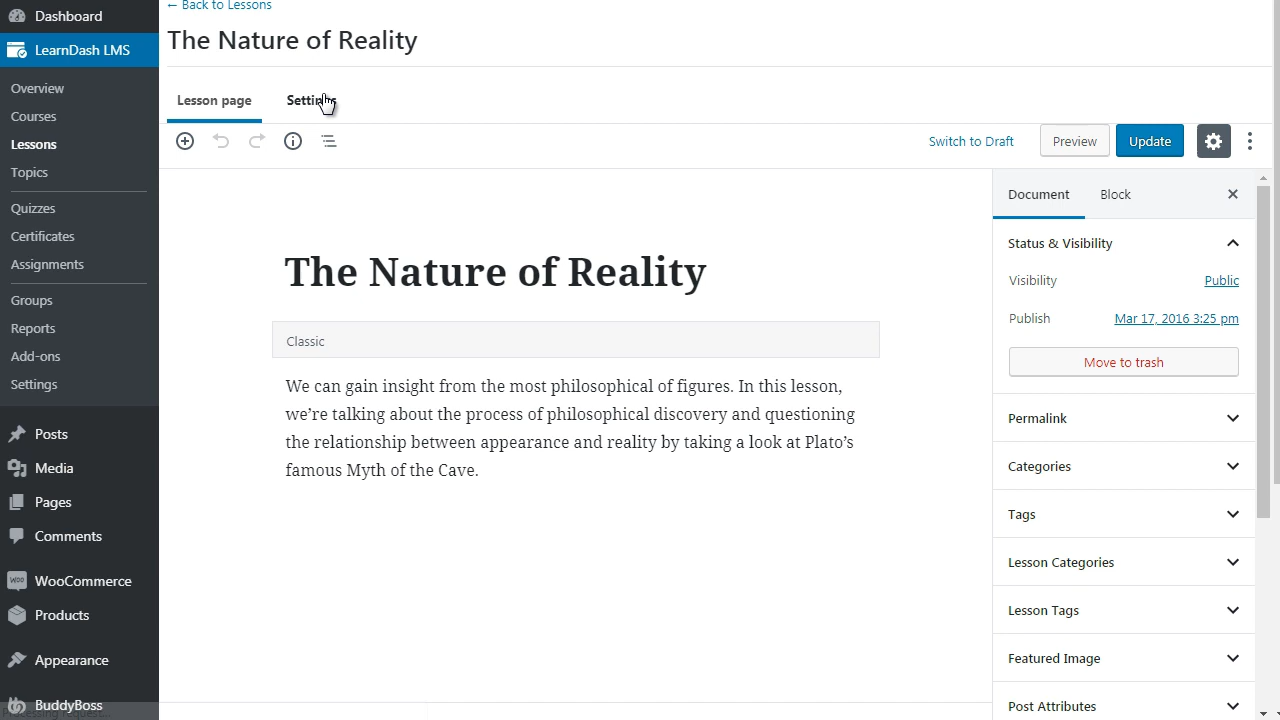 Dashboard
LearnDash LMS
Overview
Courses
Lessons
Topics
Quizzes
Certificates
Assignments
Groups
Reports
Add-ons
Settings
Posts
Media
Pages
Comments
WooCommerce
Products
Appearance
BuddyBoss
← Back to Lessons
The Nature of Reality
Lesson page
Settings
Switch to Draft
Preview
Update
The Nature of Reality
Classic
We can gain insight from the most philosophical of figures. In this lesson,
we’re talking about the process of philosophical discovery and questioning
the relationship between appearance and reality by taking a look at Plato’s
famous Myth of the Cave.
Document
Block
Status & Visibility
Visibility
Public
Publish
Mar 17, 2016 3:25 pm
Move to trash
Permalink
Categories
Tags
Lesson Categories
Lesson Tags
Featured Image
Post Attributes